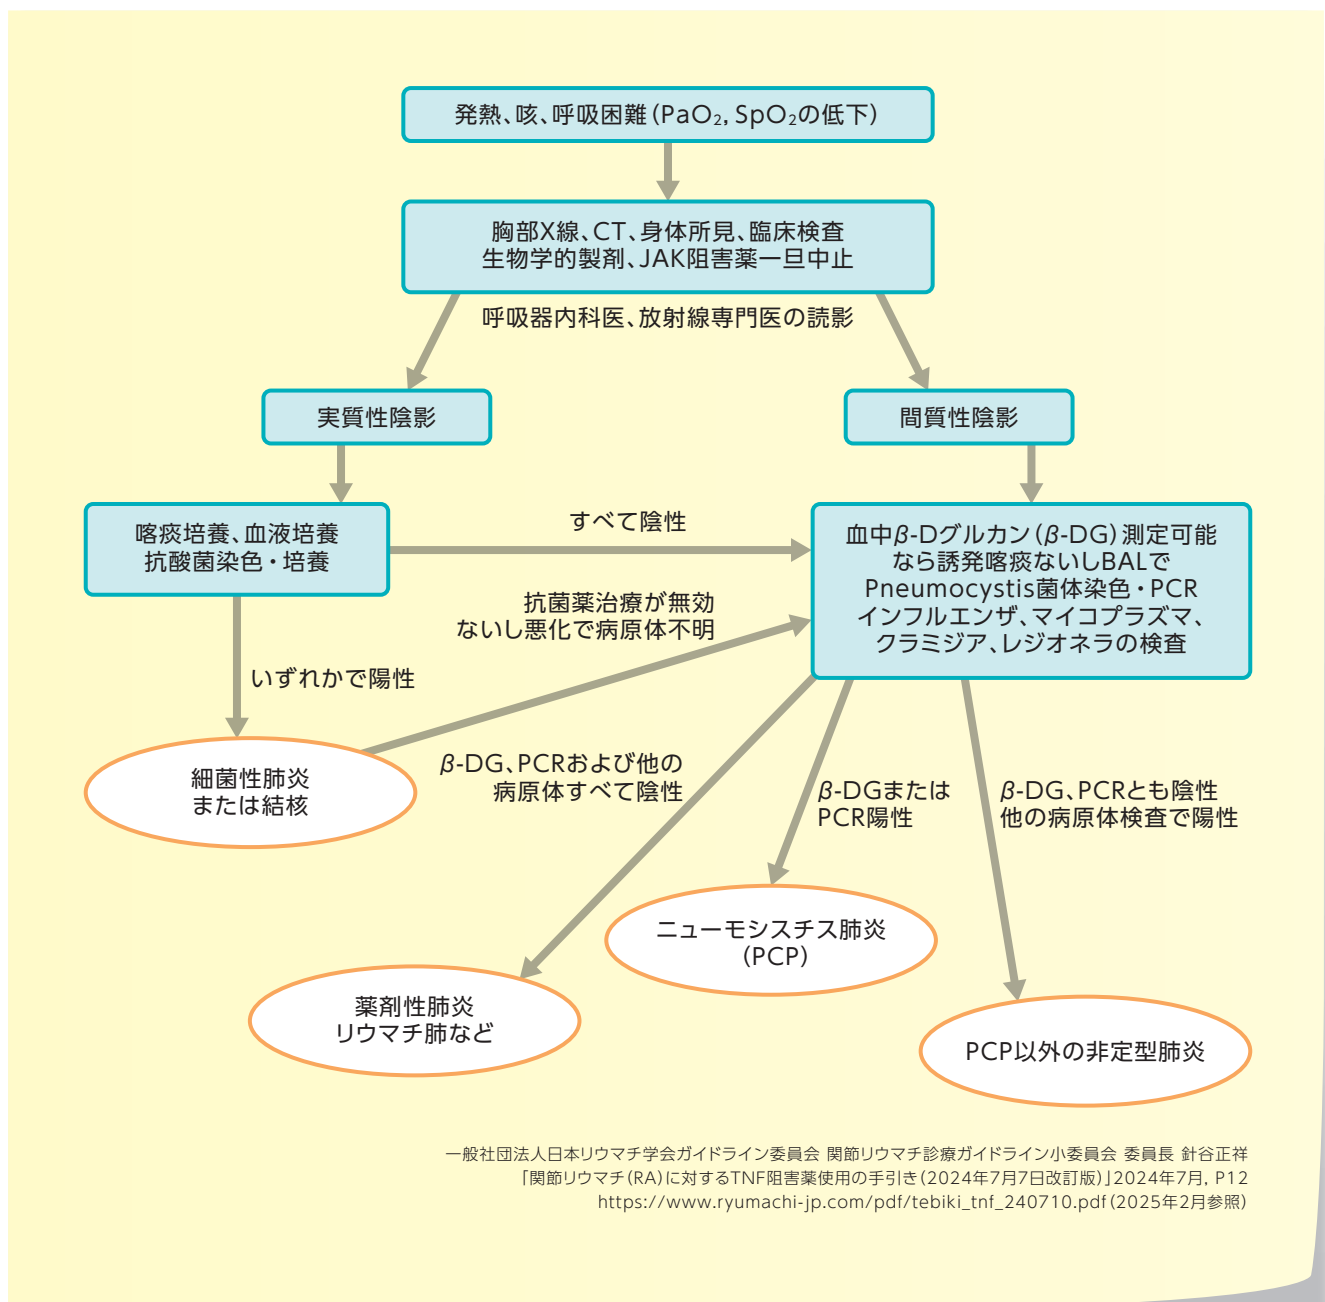 発熱、咳、呼吸困難(PaO₂, SpO₂の低下)
胸部X線、CT、身体所見、臨床検査
生物学的製剤、JAK阻害薬一旦中止
呼吸器内科医、放射線専門医の読影
実質性陰影
間質性陰影
喀痰培養、血液培養
抗酸菌染色・培養
すべて陰性
血中β-Dグルカン(β-DG)測定可能
なら誘発喀痰ないしBALで
Pneumocystis菌体染色・PCR
インフルエンザ、マイコプラズマ、
クラミジア、レジオネラの検査
抗菌薬治療が無効
ないし悪化で病原体不明
いずれかで陽性
細菌性肺炎
または結核
β-DG、PCRおよび他の
病原体すべて陰性
β-DGまたは
PCR陽性
β-DG、PCRとも陰性
他の病原体検査で陽性
ニューモシスチス肺炎
(PCP)
薬剤性肺炎
リウマチ肺など
PCP以外の非定型肺炎
一般社団法人日本リウマチ学会ガイドライン委員会 関節リウマチ診療ガイドライン小委員会 委員長 針谷正祥
「関節リウマチ(RA)に対するTNF阻害薬使用の手引き(2024年7月7日改訂版)」2024年7月, P12
https://www.ryumachi-jp.com/pdf/tebiki_tnf_240710.pdf(2025年2月参照)